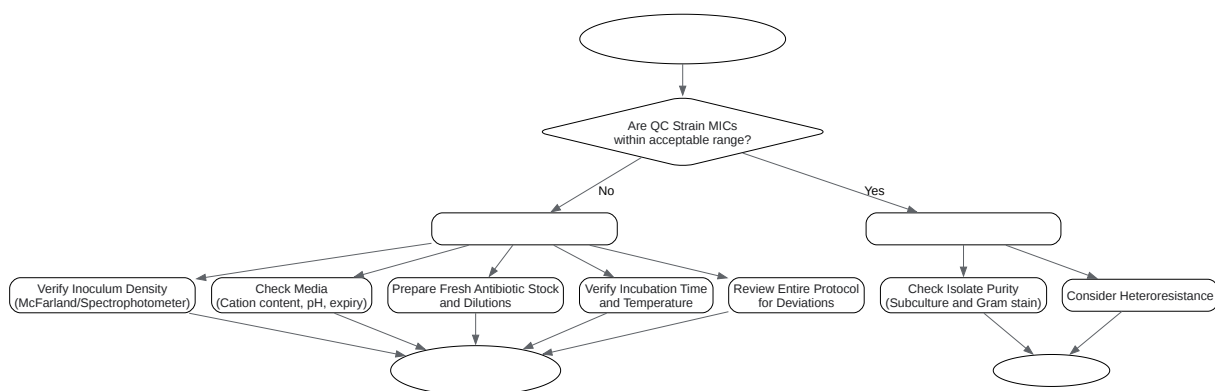 Are QC Strain MICs
within acceptable range?
No
Yes
Verify Inoculum Density
(McFarland/Spectrophotometer)
Check Media
(Cation content, pH, expiry)
Prepare Fresh Antibiotic Stock
and Dilutions
Verify Incubation Time
and Temperature
Review Entire Protocol
for Deviations
Check Isolate Purity
(Subculture and Gram stain)
Consider Heteroresistance